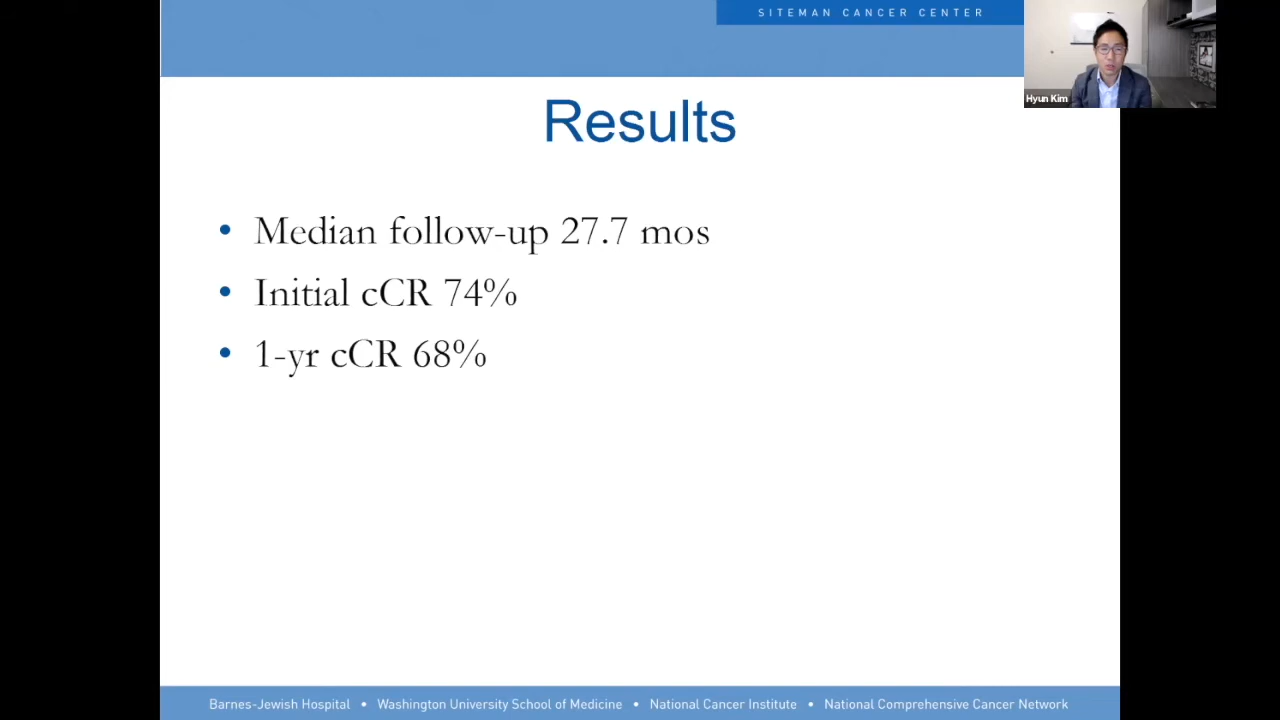 SITEMAN CANCER CENTER
Hyun Kim
Results
• Median follow-up 27.7 mos
• Initial cCR 74%
• 1-yr cCR 68%
Barnes-Jewish Hospital • Washington University School of Medicine • National Cancer Institute • National Comprehensive Cancer Network